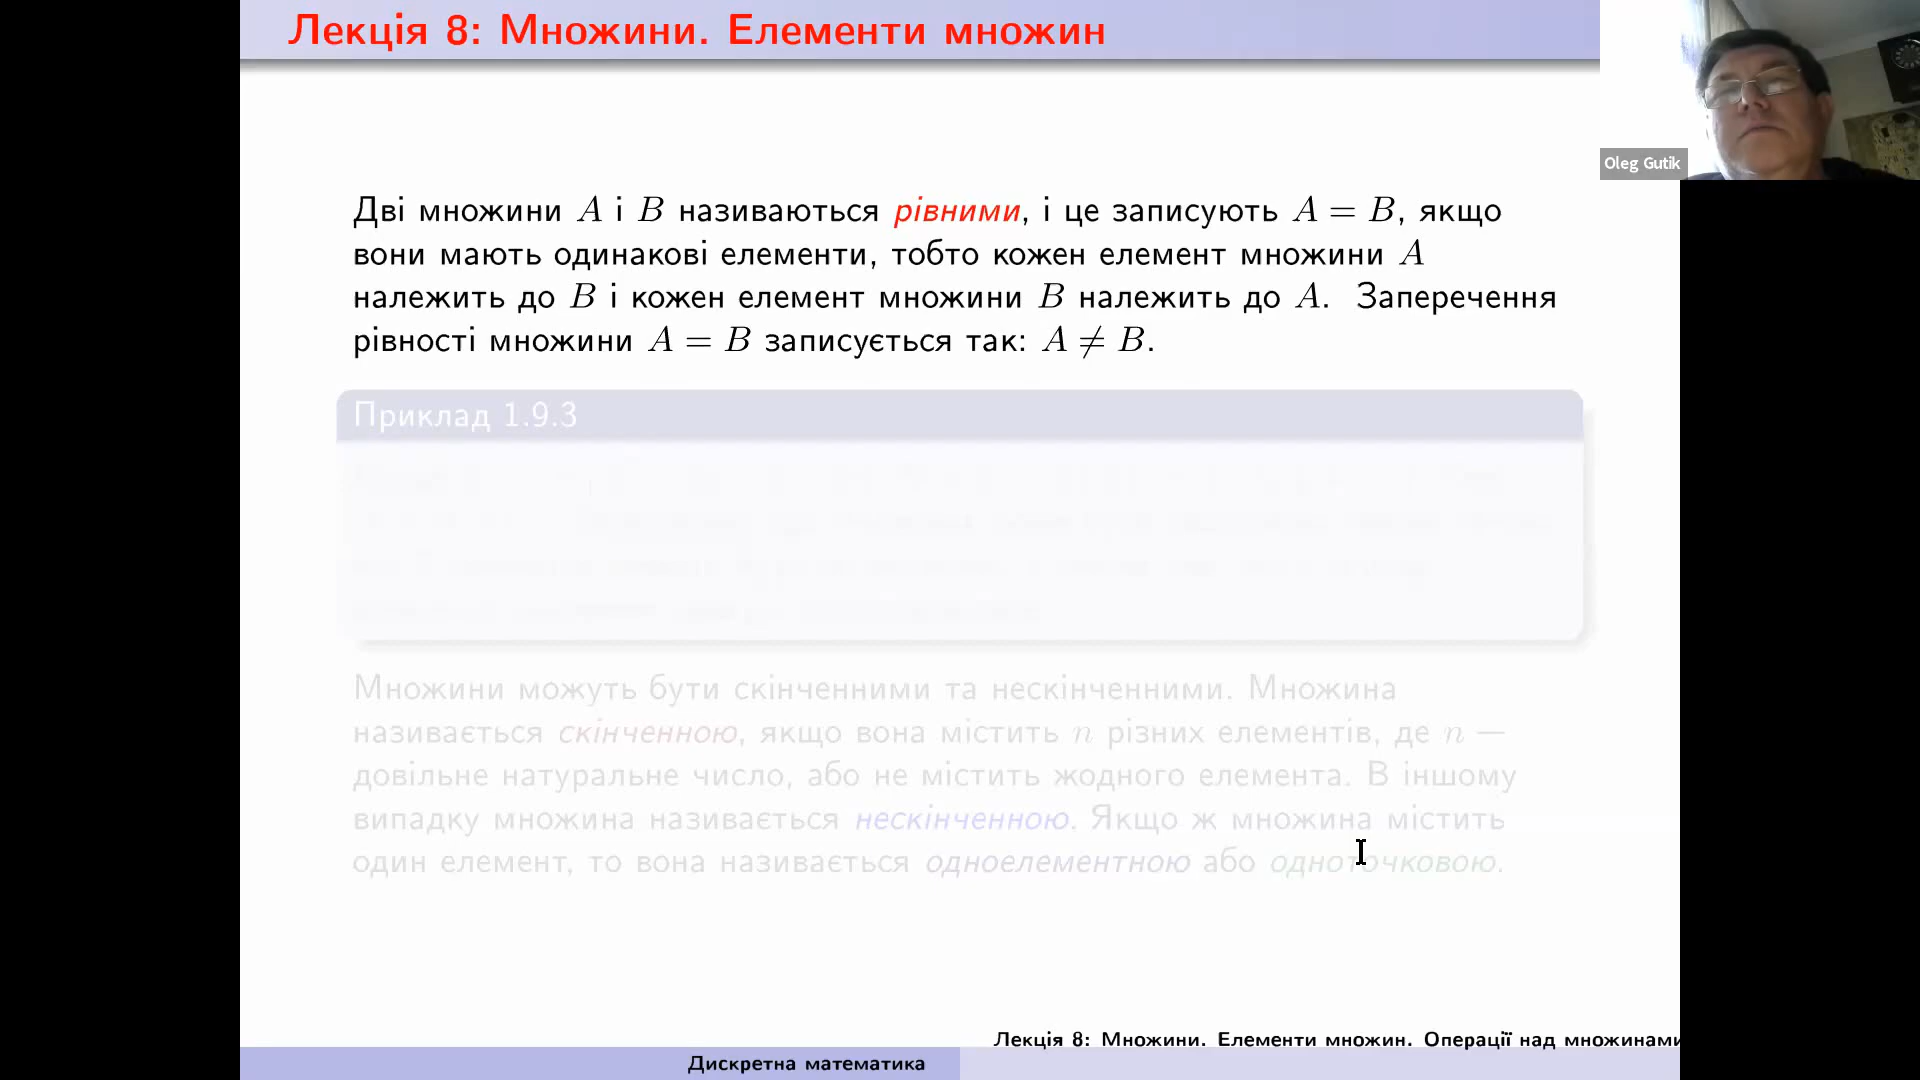 Лекція 8: Множини. Елементи множин
Oleg Gutik
Дві множини A і B називаються рівними, і це записують A = B, якщо
вони мають однакові елементи, тобто кожен елемент множини A
належить до B і кожен елемент множини B належить до A. Заперечення
рівності множини A = B записується так: A ≠ B.
Приклад 1.9.3
Множини можуть бути скінченними та нескінченними. Множина
називається скінченною, якщо вона містить n різних елементів, де n —
довільне натуральне число, або не містить жодного елемента. В іншому
випадку множина називається нескінченною. Якщо ж множина містить
один елемент, то вона називається одноелементною або одноточковою.
Лекція 8: Множини. Елементи множин. Операції над множинами
Дискретна математика